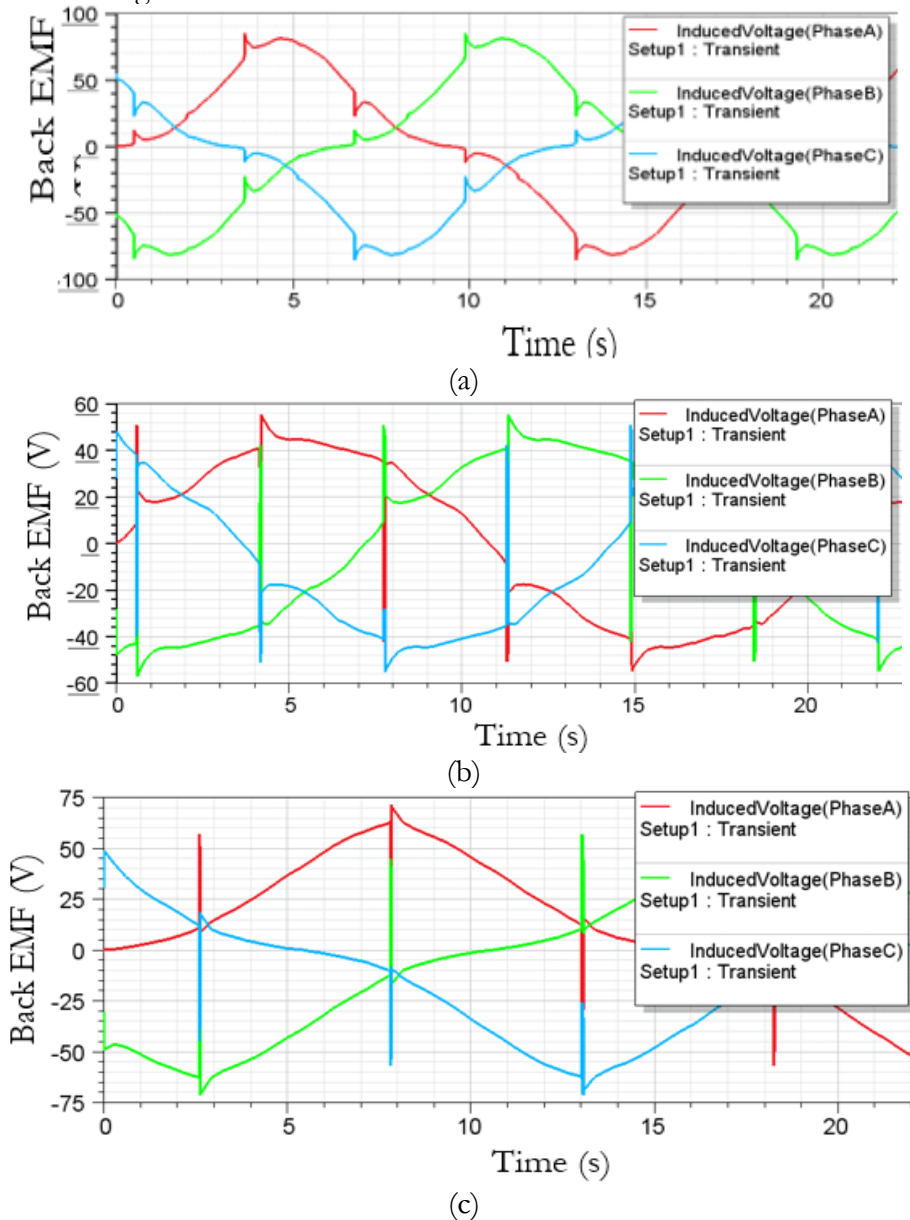 Back EMF
100
50
0
-50
-100
InducedVoltage(PhaseA)
Setup1 : Transient
InducedVoltage(PhaseB)
Setup1 : Transient
InducedVoltage(PhaseC)
Setup1 : Transient
0 5 10 15 20
Time (s)
(a)
Back EMF (V)
60
40
20
0
-20
-40
-60
InducedVoltage(PhaseA)
Setup1 : Transient
InducedVoltage(PhaseB)
Setup1 : Transient
InducedVoltage(PhaseC)
Setup1 : Transient
0 5 10 15 20
Time (s)
(b)
Back EMF (V)
75
50
25
0
-25
-50
-75
InducedVoltage(PhaseA)
Setup1 : Transient
InducedVoltage(PhaseB)
Setup1 : Transient
InducedVoltage(PhaseC)
Setup1 : Transient
0 5 10 15 20
Time (s)
(c)